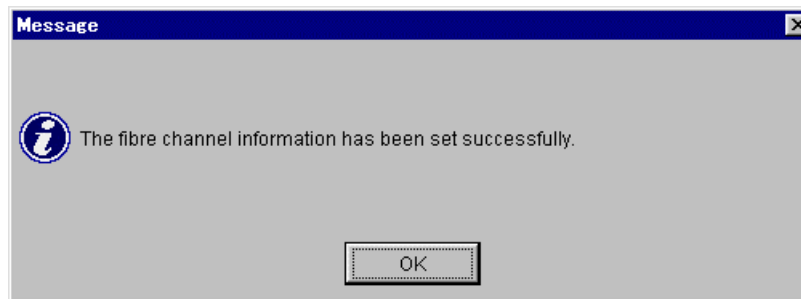 Message
The fibre channel information has been set successfully.
OK